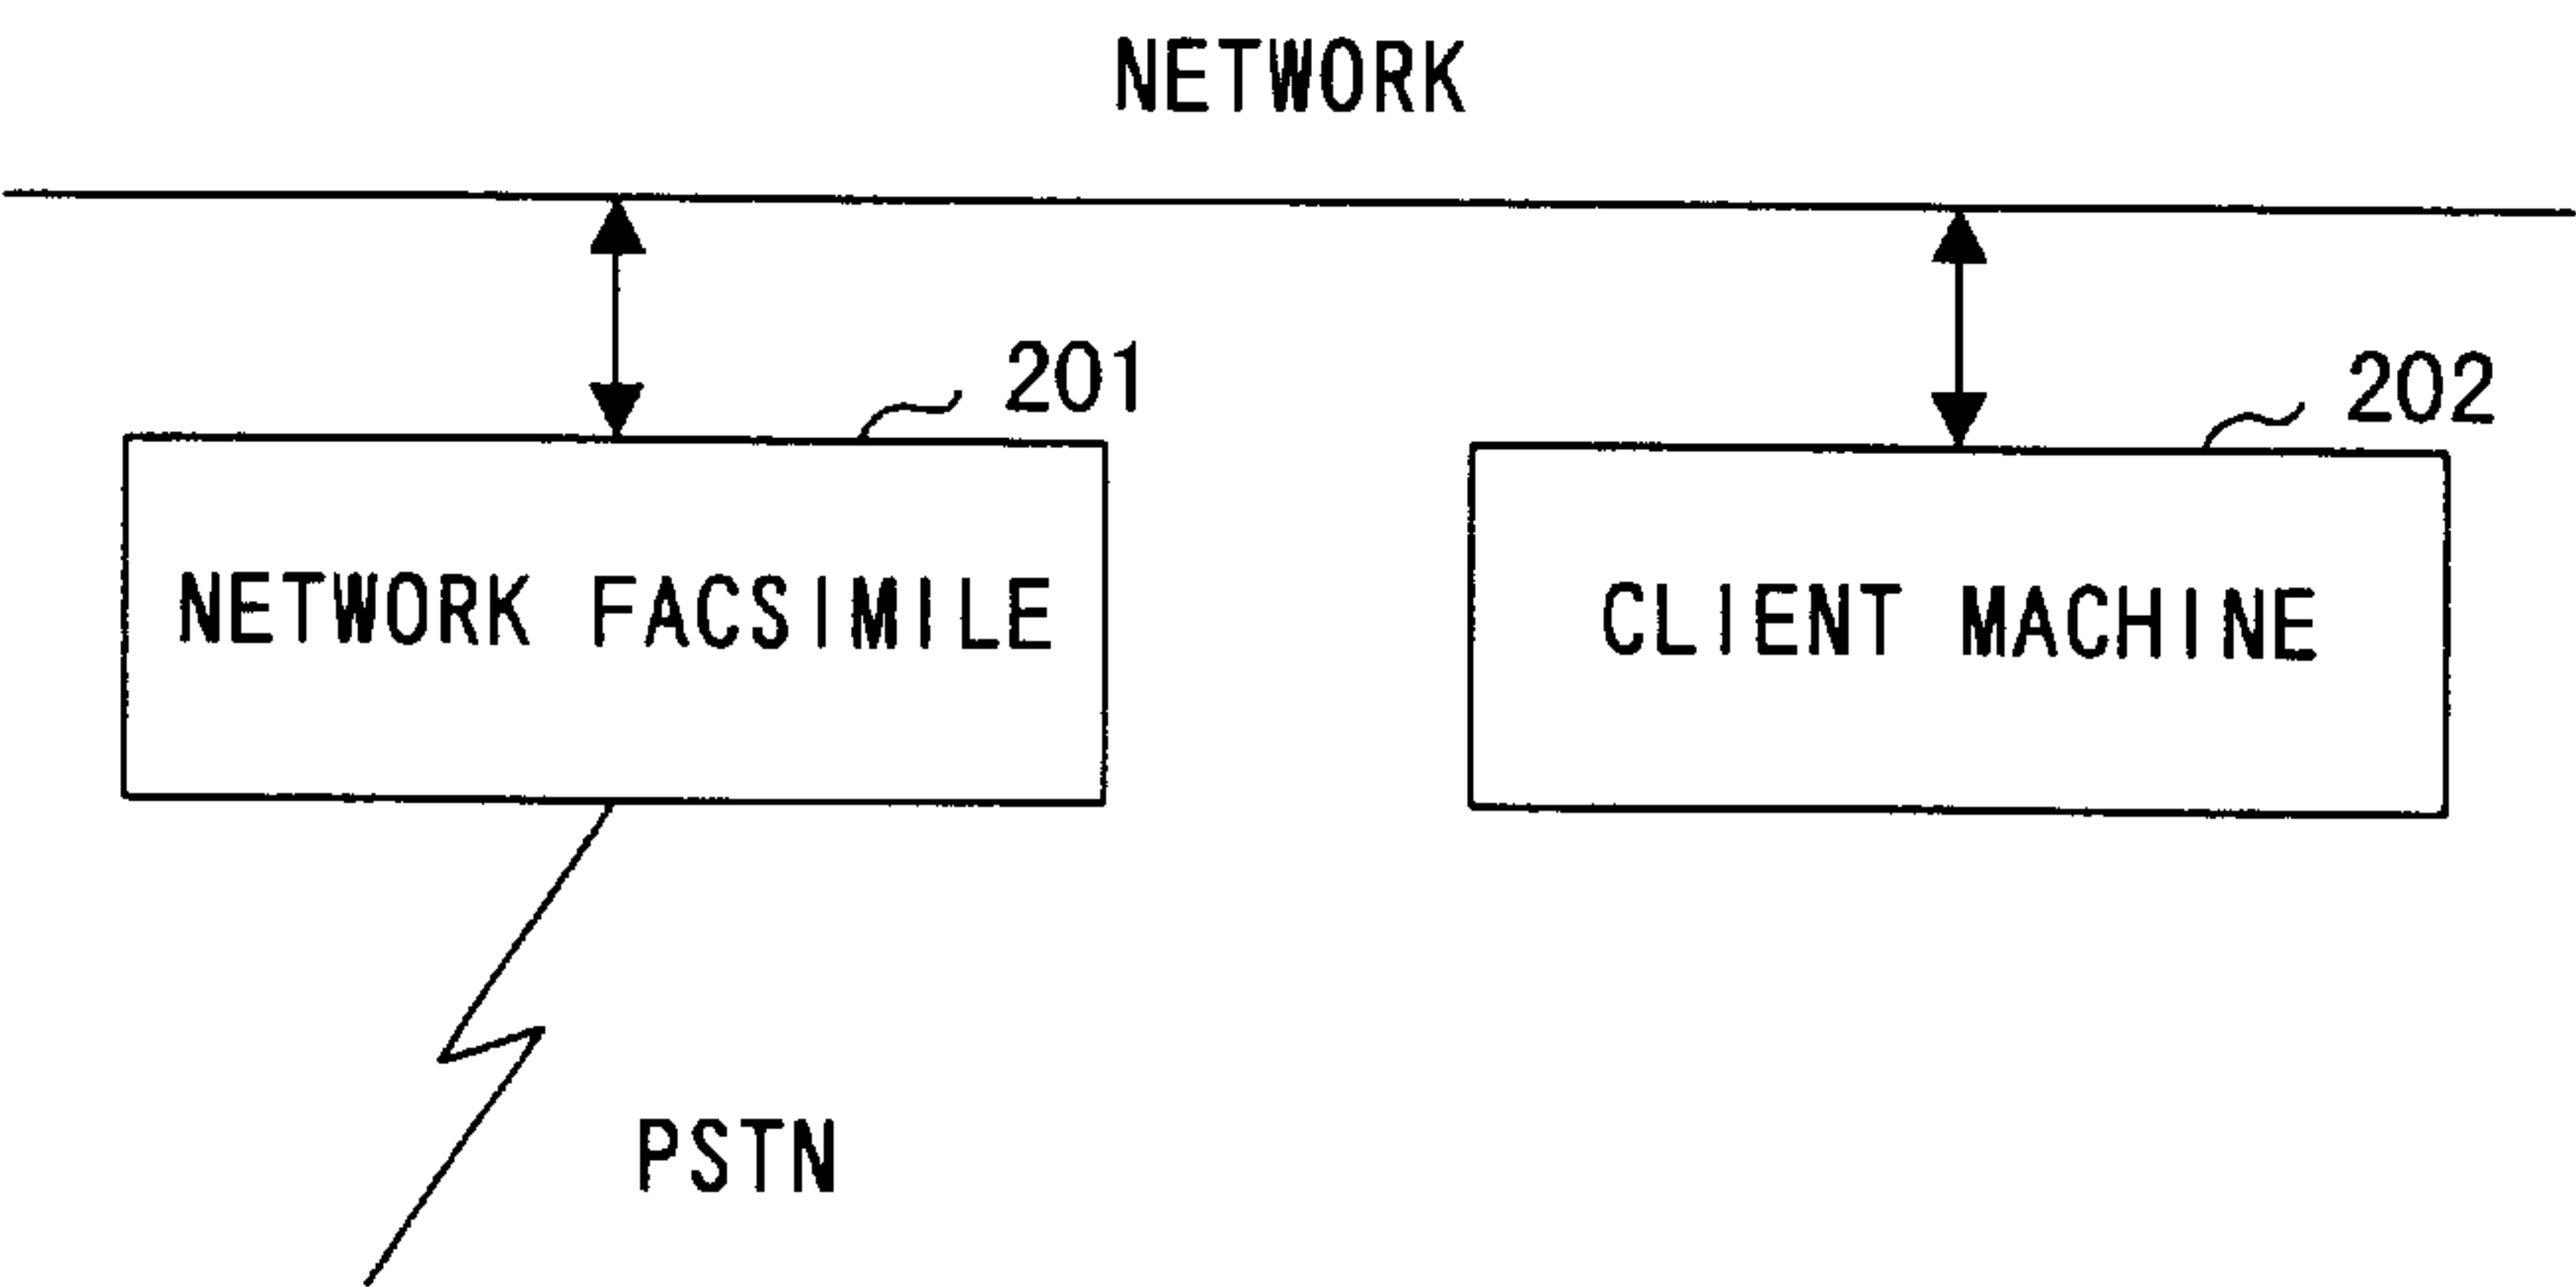 NETWORK
201
202
NETWORK FACSIMILE
CLIENT MACHINE
PSTN